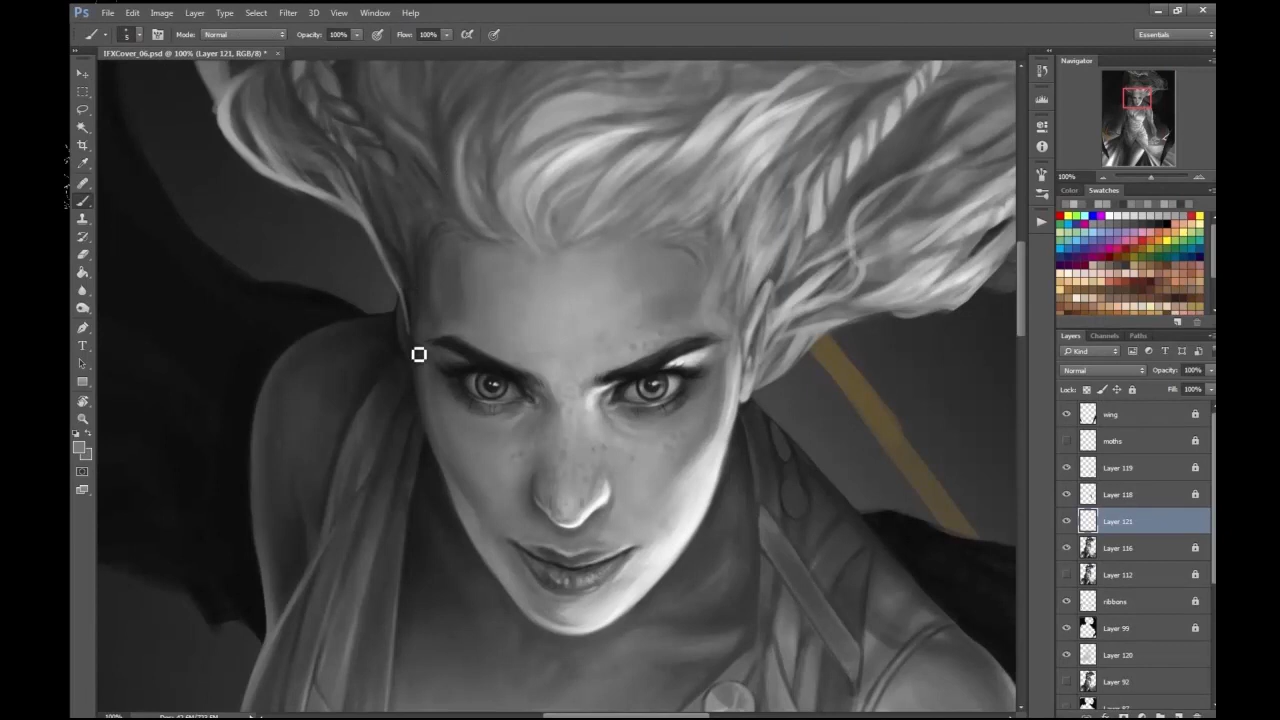 Ps File Edit Image Layer Type Select Filter 3D View Window Help
5 Mode: Normal Opacity: 100% Flow: 100% Essentials
IFXCover_06.psd @ 100% (Layer 121, RGB/8) * ×
Navigator
100%
Color Swatches
Layers Channels Paths
Kind
Normal Opacity: 100%
Lock: Fill: 100%
wing
moths
Layer 119
Layer 118
Layer 121
Layer 116
Layer 112
ribbons
Layer 99
Layer 120
Layer 92
100%